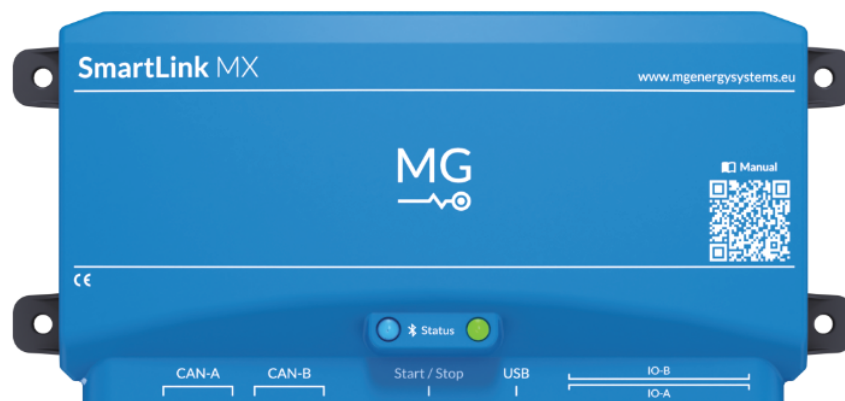 SmartLink MX
www.mgenergysystems.eu
MG
Manual
CE
Status
CAN-A CAN-B Start / Stop USB IO-B
IO-A